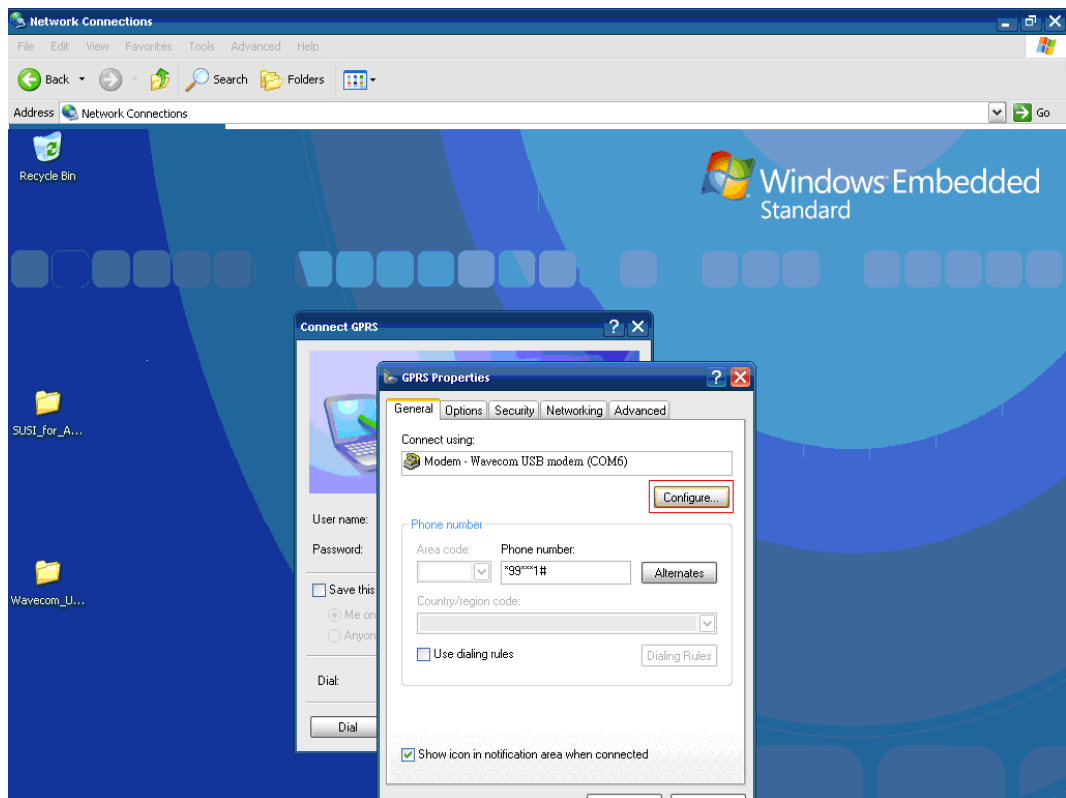 Network Connections
File Edit View Favorites Tools Advanced Help
Back Search Folders
Address Network Connections Go
Recycle Bin
Windows Embedded
Standard
SUSI_for_A...
Wavecom_U...
Connect GPRS
User name:
Password:
Save this
Me on
Anyon
Dial:
Dial
GPRS Properties
General Options Security Networking Advanced
Connect using:
Modem - Wavecom USB modem (COM6)
Configure...
Phone number
Area code: Phone number:
*99***1#
Alternates
Country/region code:
Use dialing rules
Dialing Rules
Show icon in notification area when connected